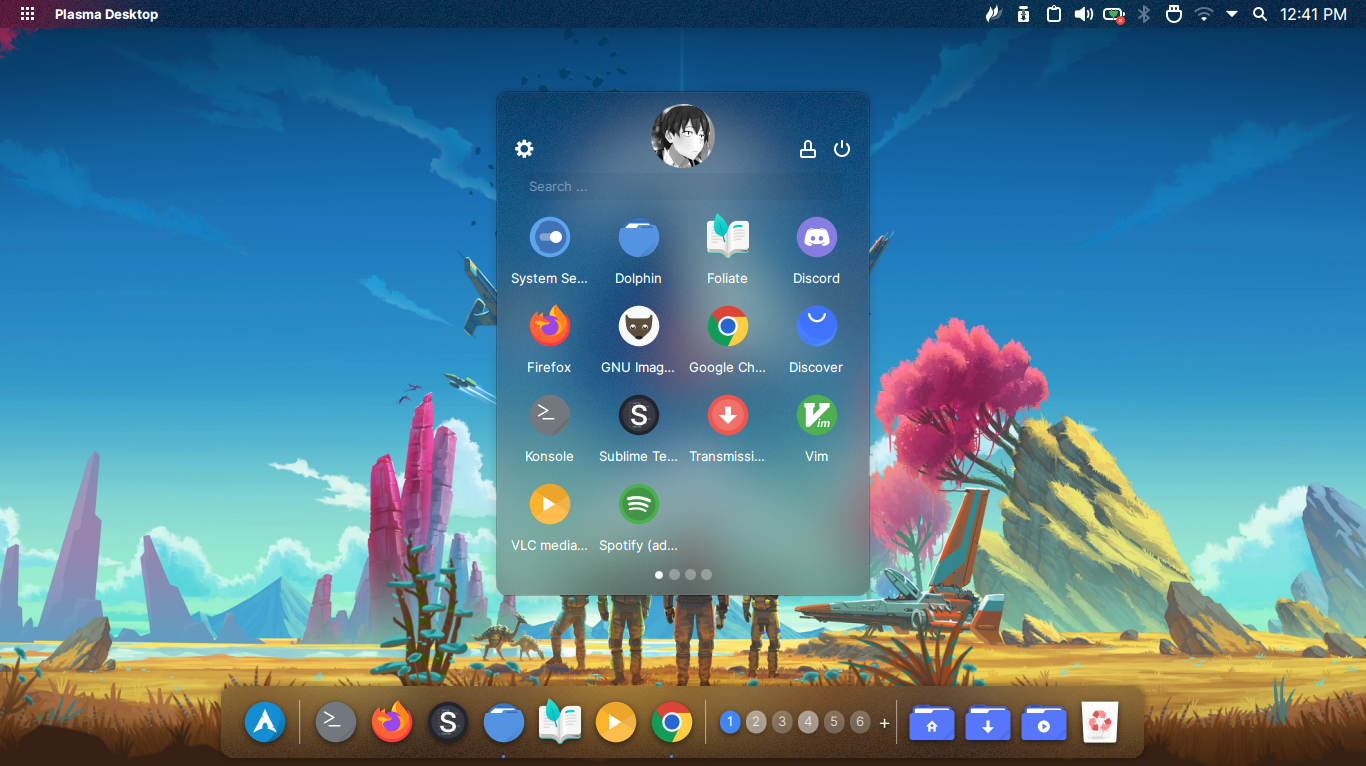 Plasma Desktop
12:41 PM
Search ...
System Se...
Dolphin
Foliate
Discord
Firefox
GNU Imag...
Google Ch...
Discover
Konsole
Sublime Te...
Transmissi...
Vim
Vim
VLC media...
Spotify (ad...
1 2 3 4 5 6 +